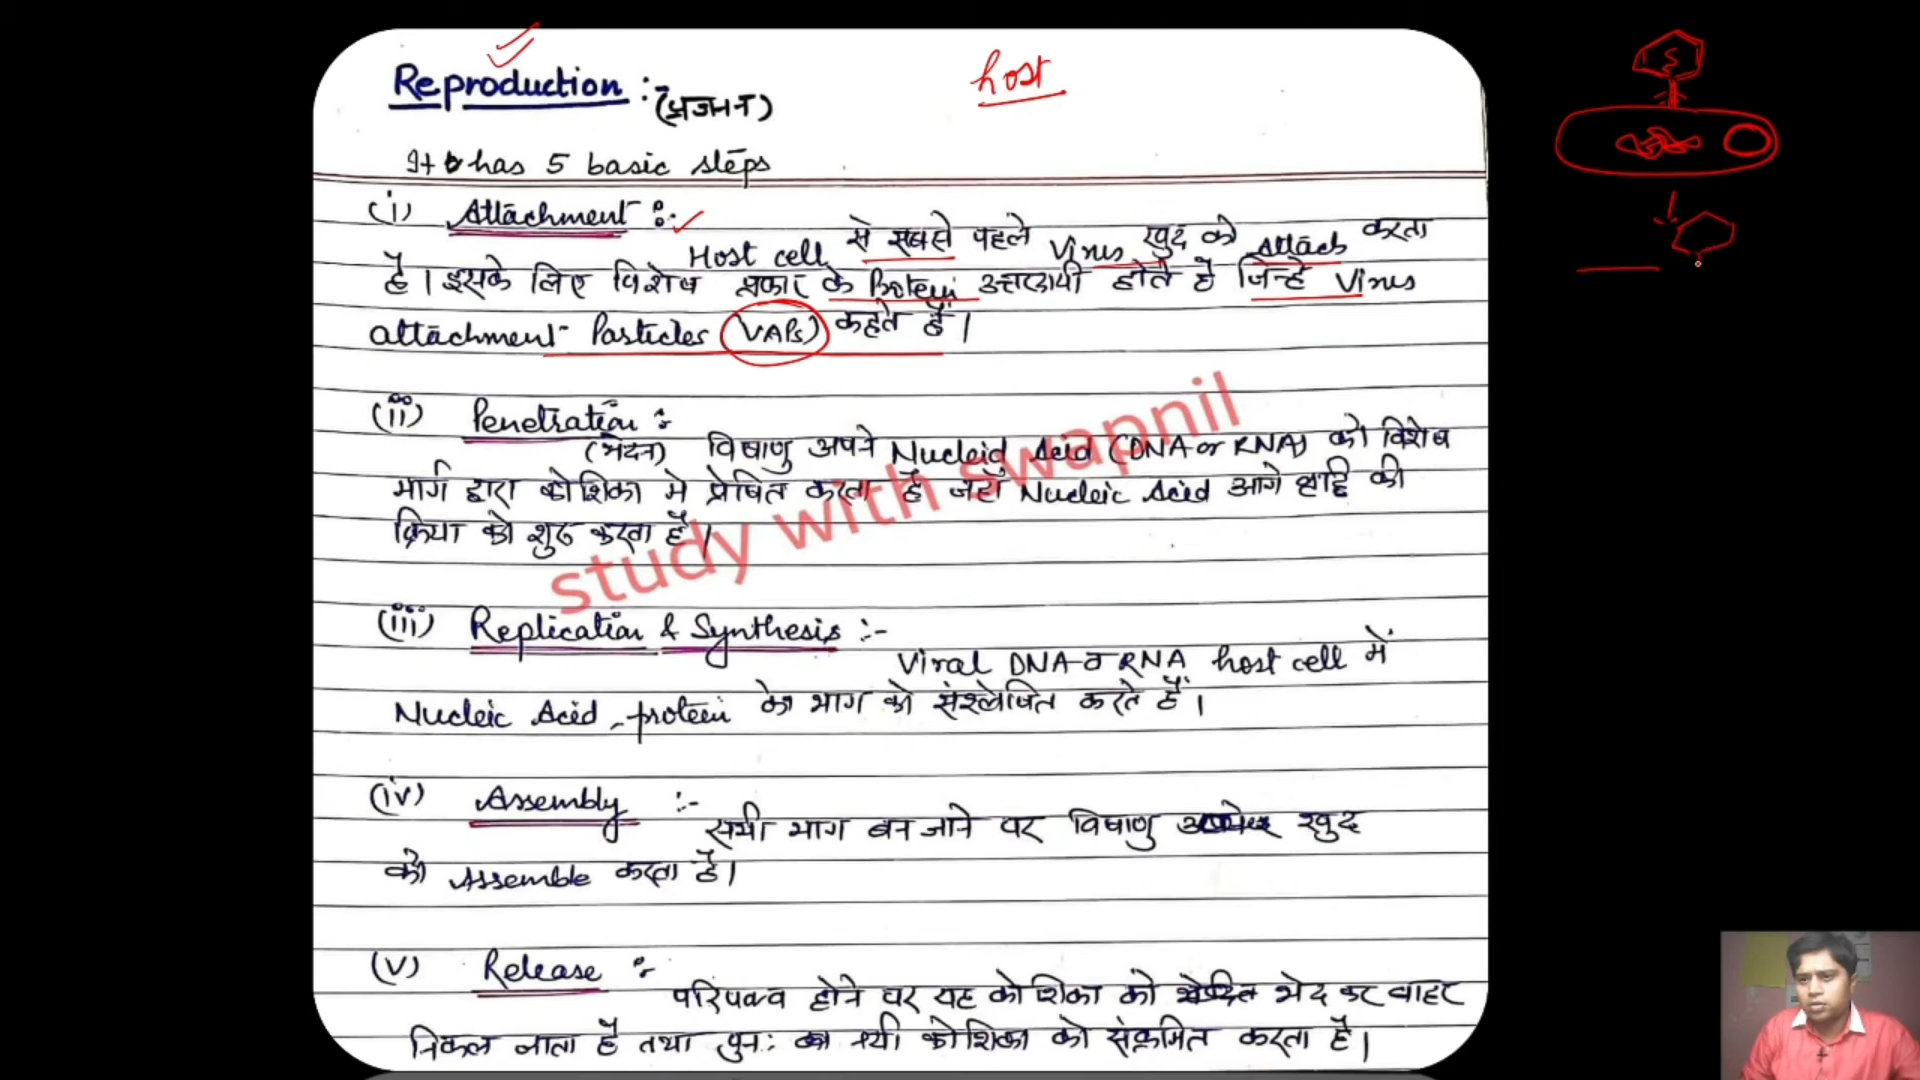 Reproduction :- (प्रजनन)
host
It has 5 basic steps
(i) Attachment :-
Host cell से सबसे पहले Virus खुद को Attach करता
है। इसके लिए विशेष प्रकार के Protein उत्तरदायी होते है जिन्हे Virus
attachment Particles (VAPs) कहते हैं।
(ii) Penetration :-
(भेदन) विषाणु अपने Nucleid Acid (DNA or RNA) को विशेष
मार्ग द्वारा कोशिका मे प्रेषित करता है जहाँ Nucleic Acid आगे वृद्धि की
क्रिया को शुरु करता है।
study with swapnil
(iii) Replication & Synthesis :-
Viral DNA व RNA host cell में
Nucleic Acid, protein के भाग को संश्लेषित करते हैं।
(iv) Assembly :-
सभी भाग बन जाने पर विषाणु खुद
को Assemble करता है।
(v) Release :-
परिपक्व होने पर यह कोशिका को भेद कर बाहर
निकल जाता है तथा पुनः नयी कोशिका को संक्रमित करता है।